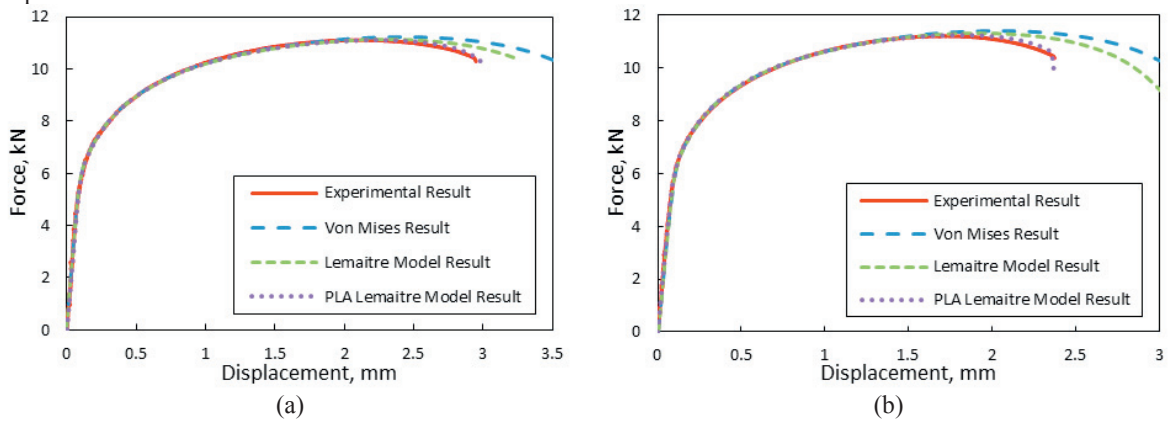 12
10
8
6
4
2
0
Force, kN
Experimental Result
Von Mises Result
Lemaitre Model Result
PLA Lemaitre Model Result
0 0.5 1 1.5 2 2.5 3 3.5
Displacement, mm
(a)
12
10
8
6
4
2
0
Force, kN
Experimental Result
Von Mises Result
Lemaitre Model Result
PLA Lemaitre Model Result
0 0.5 1 1.5 2 2.5 3
Displacement, mm
(b)